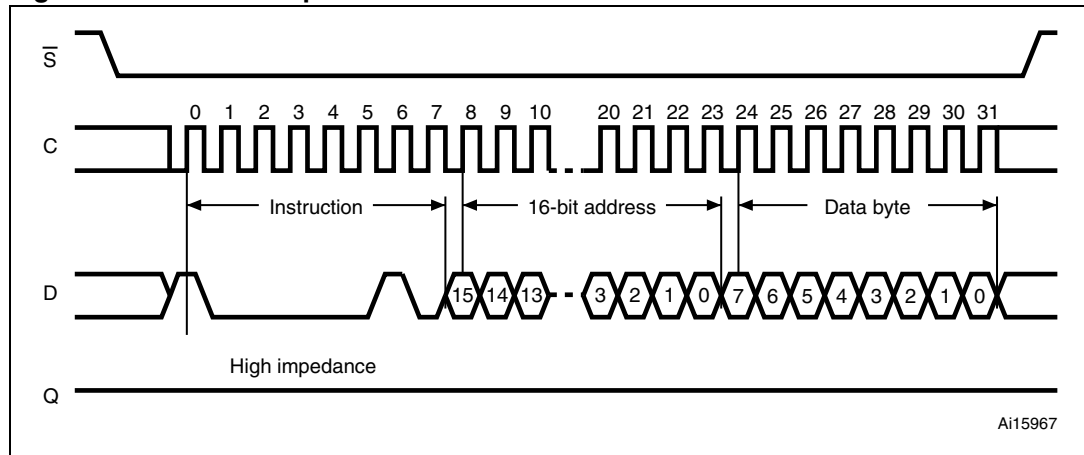 S
0 1 2 3 4 5 6 7 8 9 10 20 21 22 23 24 25 26 27 28 29 30 31
C
Instruction 16-bit address Data byte
D
15 14 13 3 2 1 0 7 6 5 4 3 2 1 0
High impedance
Q
Ai15967